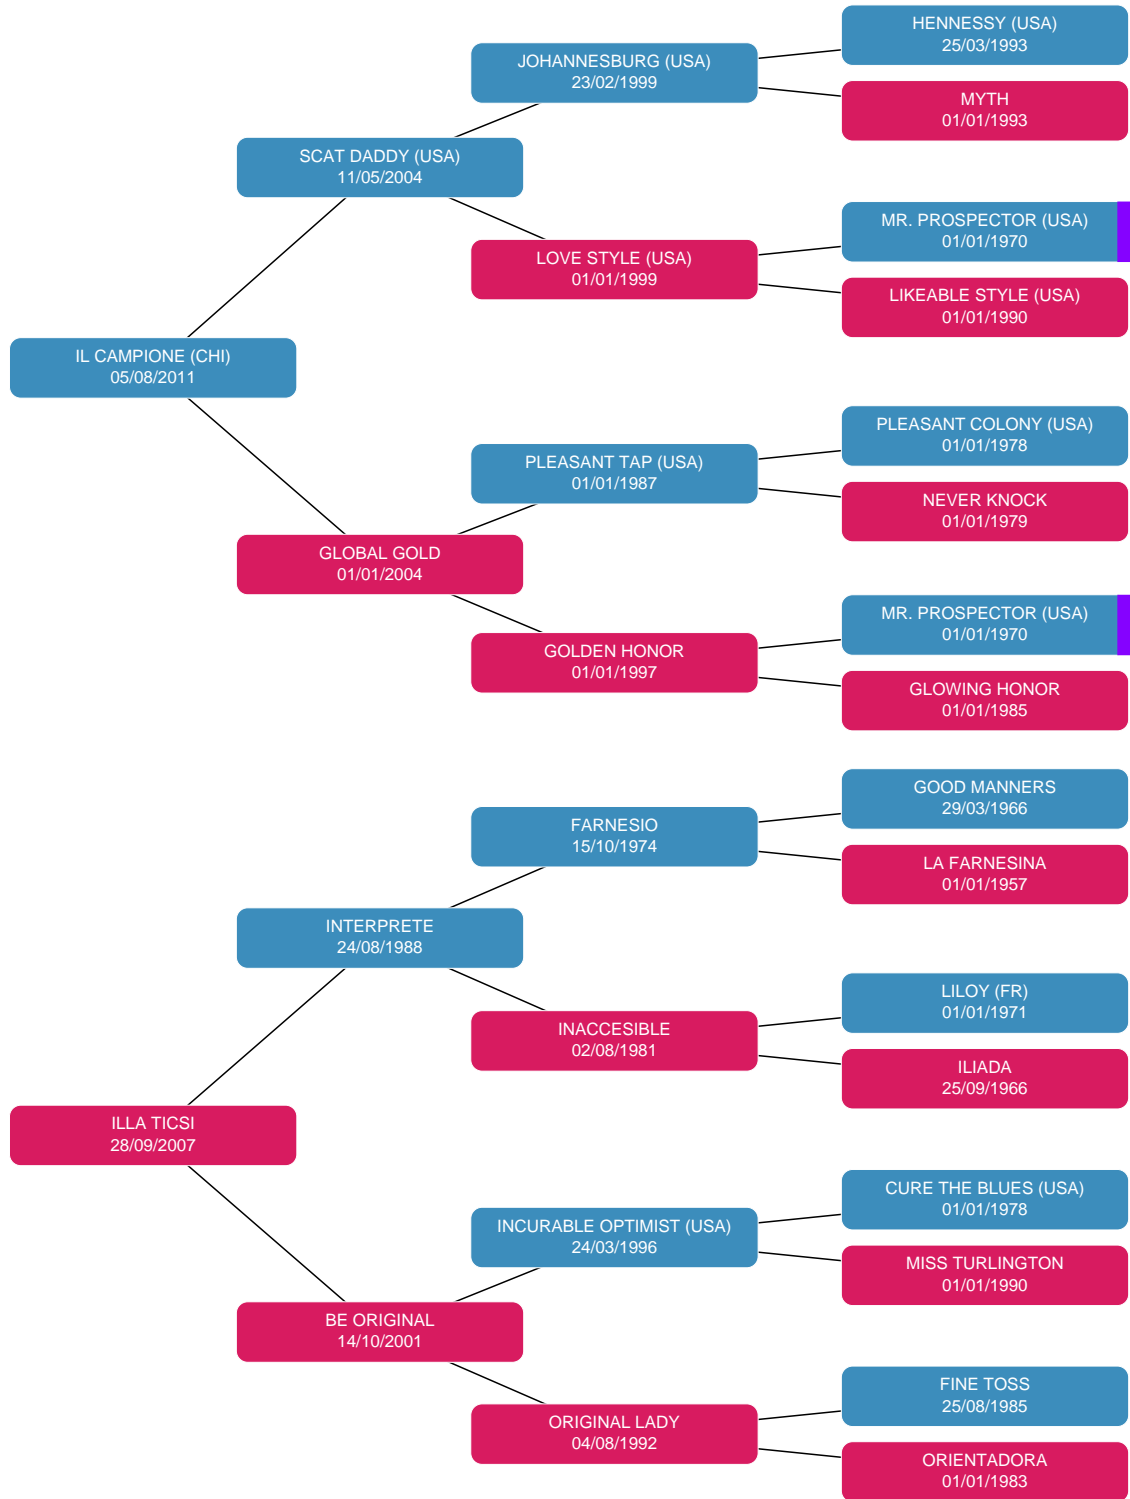 HENNESSY (USA)
25/03/1993
JOHANNESBURG (USA)
23/02/1999
MYTH
01/01/1993
SCAT DADDY (USA)
11/05/2004
MR. PROSPECTOR (USA)
01/01/1970
LOVE STYLE (USA)
01/01/1999
LIKEABLE STYLE (USA)
01/01/1990
IL CAMPIONE (CHI)
05/08/2011
PLEASANT COLONY (USA)
01/01/1978
PLEASANT TAP (USA)
01/01/1987
NEVER KNOCK
01/01/1979
GLOBAL GOLD
01/01/2004
MR. PROSPECTOR (USA)
01/01/1970
GOLDEN HONOR
01/01/1997
GLOWING HONOR
01/01/1985
GOOD MANNERS
29/03/1966
FARNESIO
15/10/1974
LA FARNESINA
01/01/1957
INTERPRETE
24/08/1988
LILOY (FR)
01/01/1971
INACCESIBLE
02/08/1981
ILIADA
25/09/1966
ILLA TICSI
28/09/2007
CURE THE BLUES (USA)
01/01/1978
INCURABLE OPTIMIST (USA)
24/03/1996
MISS TURLINGTON
01/01/1990
BE ORIGINAL
14/10/2001
FINE TOSS
25/08/1985
ORIGINAL LADY
04/08/1992
ORIENTADORA
01/01/1983